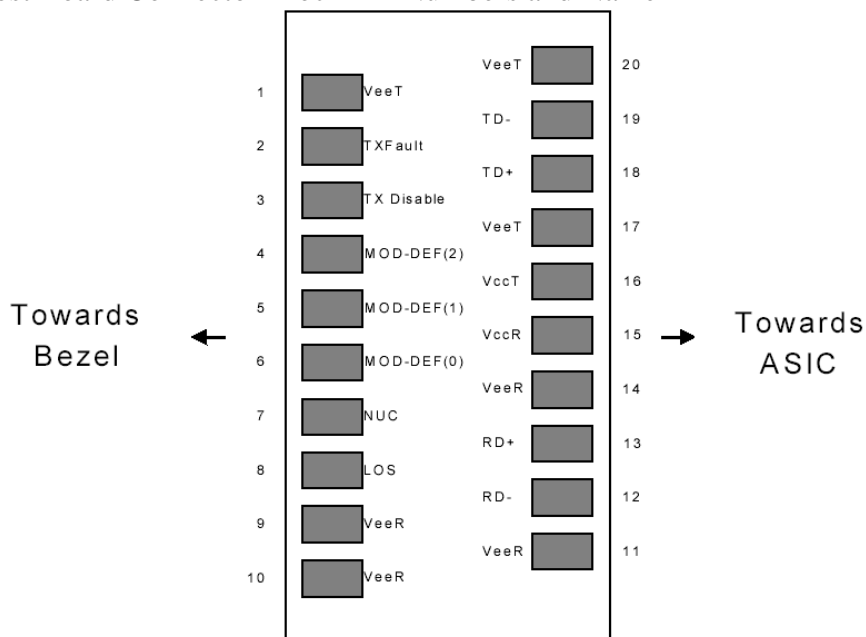 VeeT 20
1 VeeT
TD- 19
2 TXFault
TD+ 18
3 TX Disable
VeeT 17
4 MOD-DEF(2)
VccT 16
5 MOD-DEF(1)
Towards Bezel
VccR 15
Towards ASIC
6 MOD-DEF(0)
VeeR 14
7 NUC
RD+ 13
8 LOS
RD- 12
9 VeeR
VeeR 11
10 VeeR